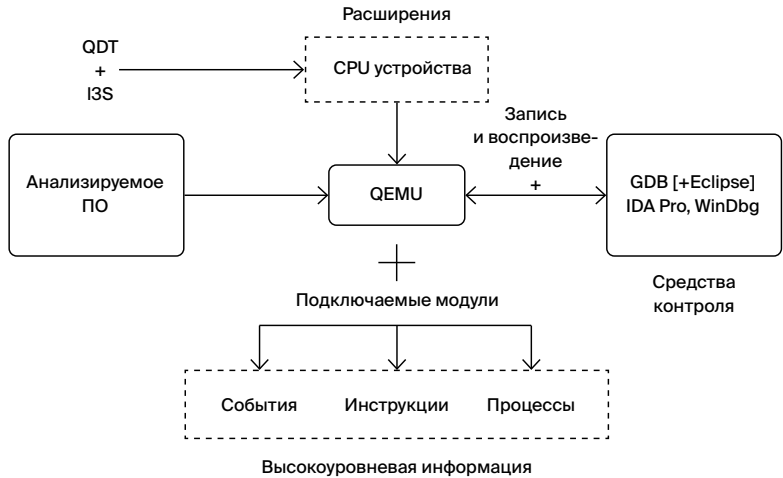 Расширения
QDT
+
I3S
CPU устройства
Запись
и воспроизве-
дение
+
Анализируемое
ПО
QEMU
GDB [+Eclipse]
IDA Pro, WinDbg
Средства
контроля
Подключаемые модули
События
Инструкции
Процессы
Высокоуровневая информация